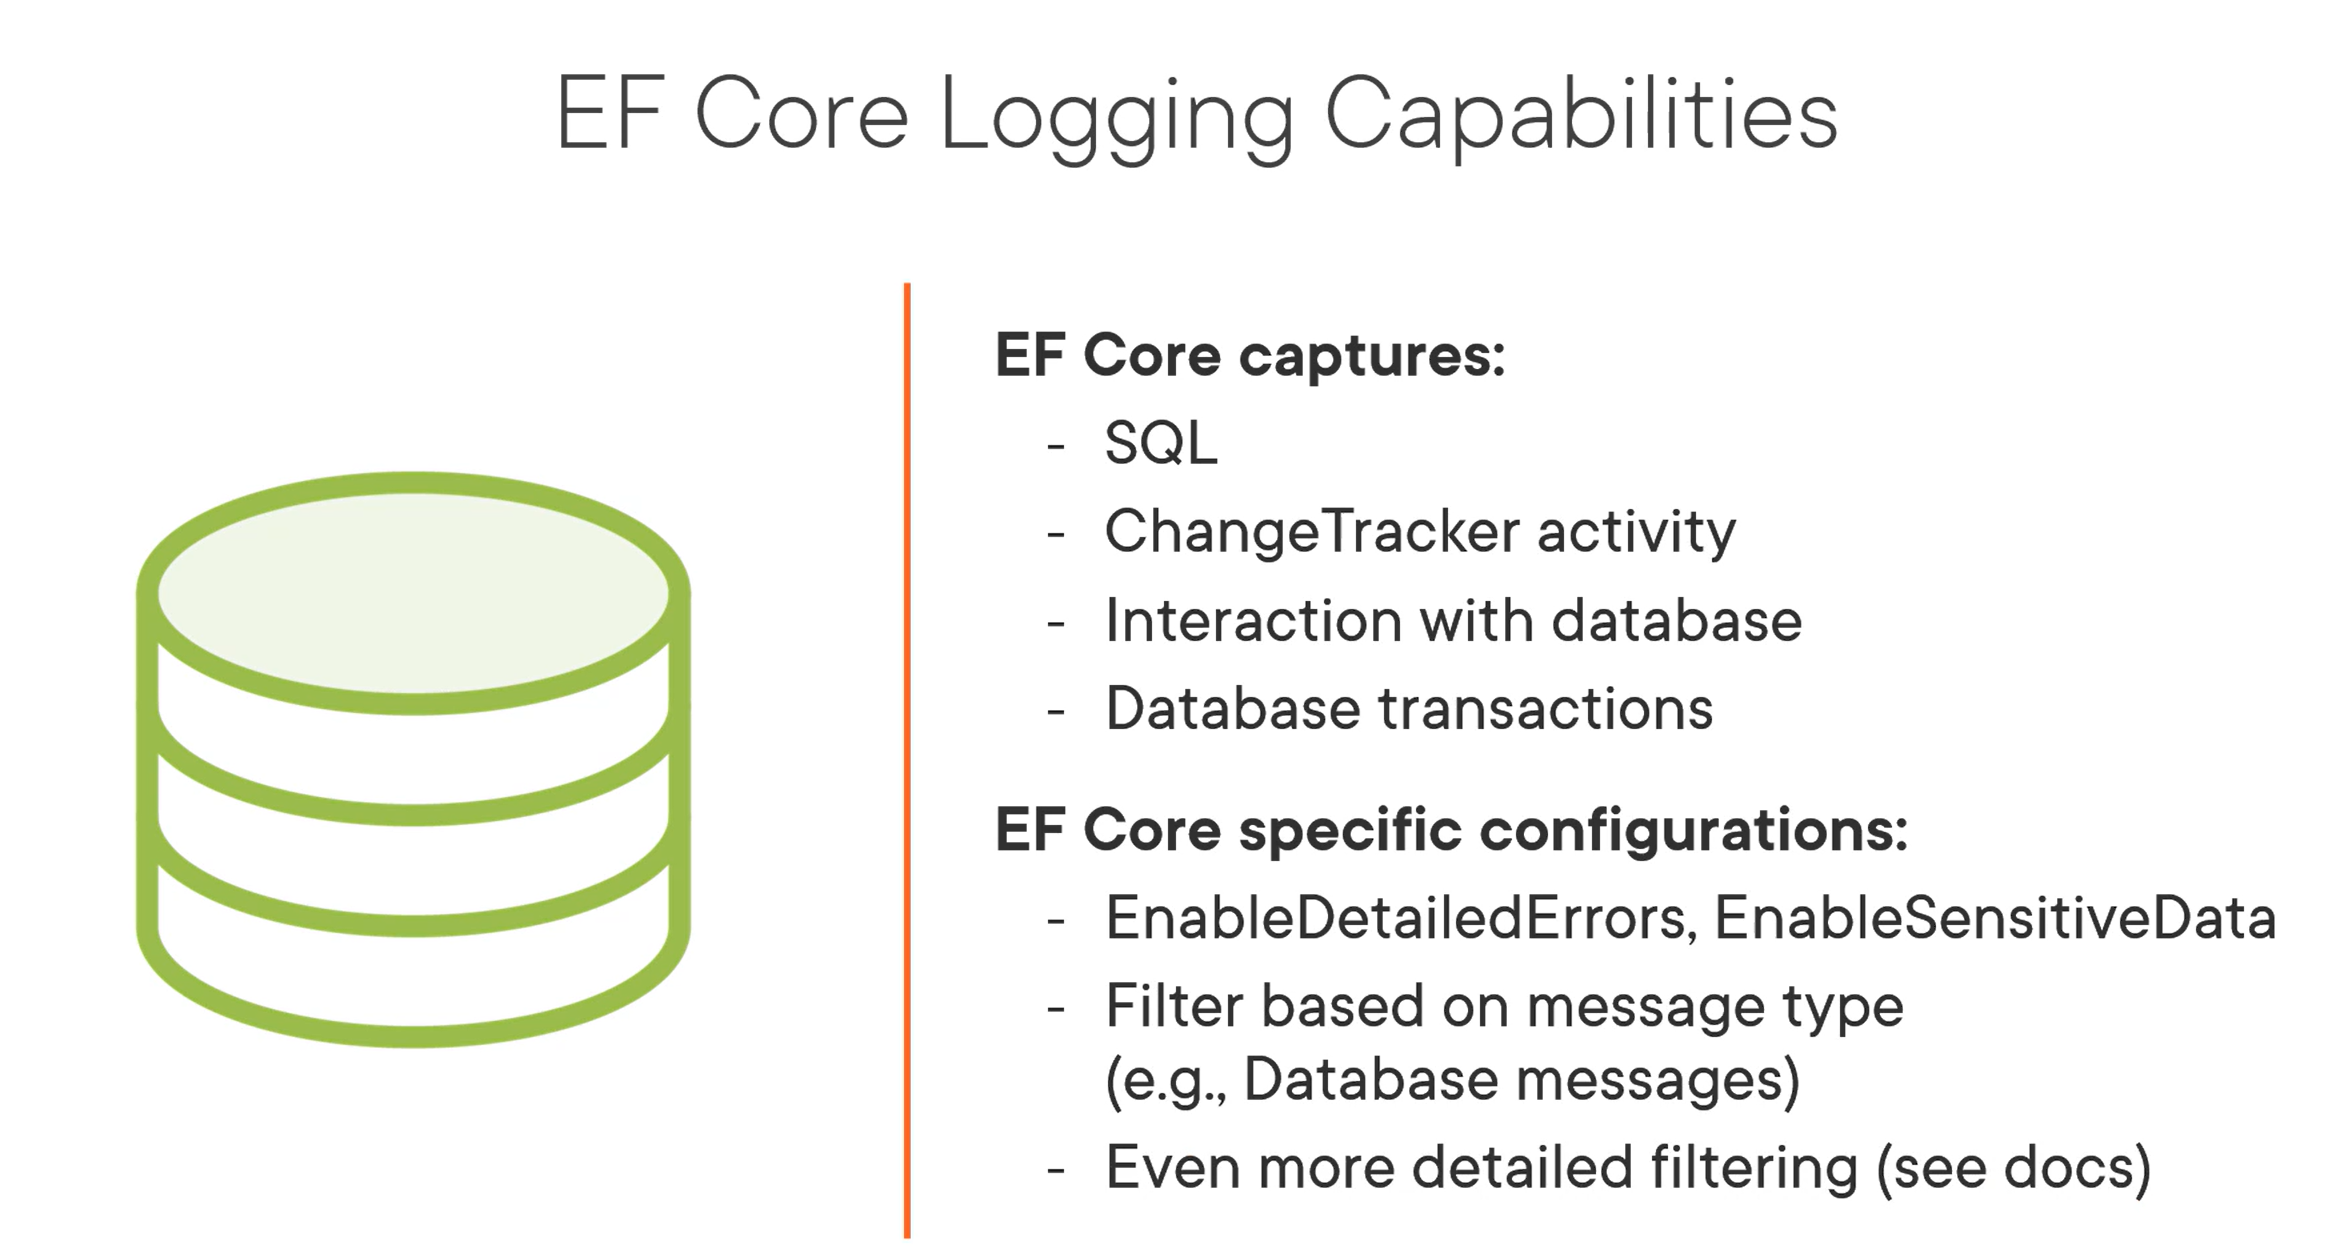 EF Core Logging Capabilities
EF Core captures:
- SQL
- ChangeTracker activity
- Interaction with database
- Database transactions
EF Core specific configurations:
- EnableDetailedErrors, EnableSensitiveData
- Filter based on message type
(e.g., Database messages)
- Even more detailed filtering (see docs)